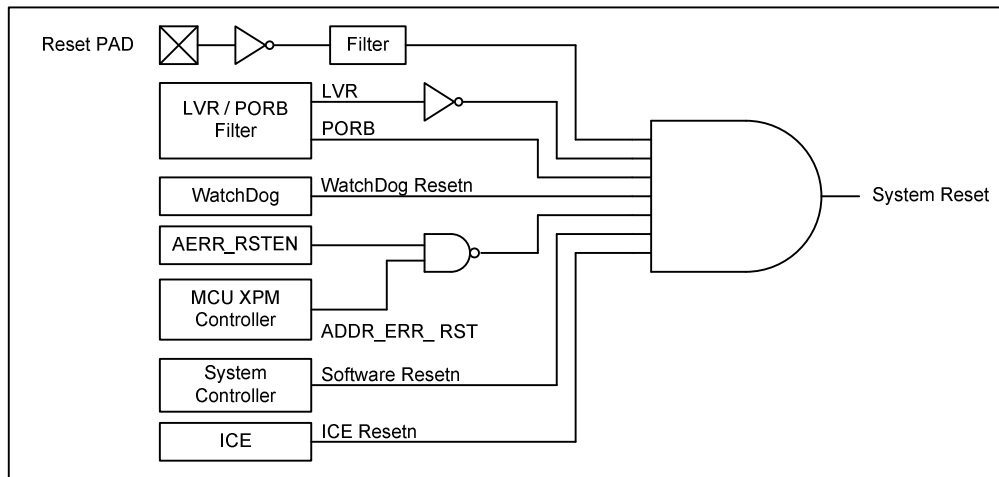 Reset PAD
Filter
LVR / PORB
Filter
LVR
PORB
WatchDog
WatchDog Resetn
AERR_RSTEN
MCU XPM
Controller
ADDR_ERR_ RST
System
Controller
Software Resetn
ICE
ICE Resetn
System Reset